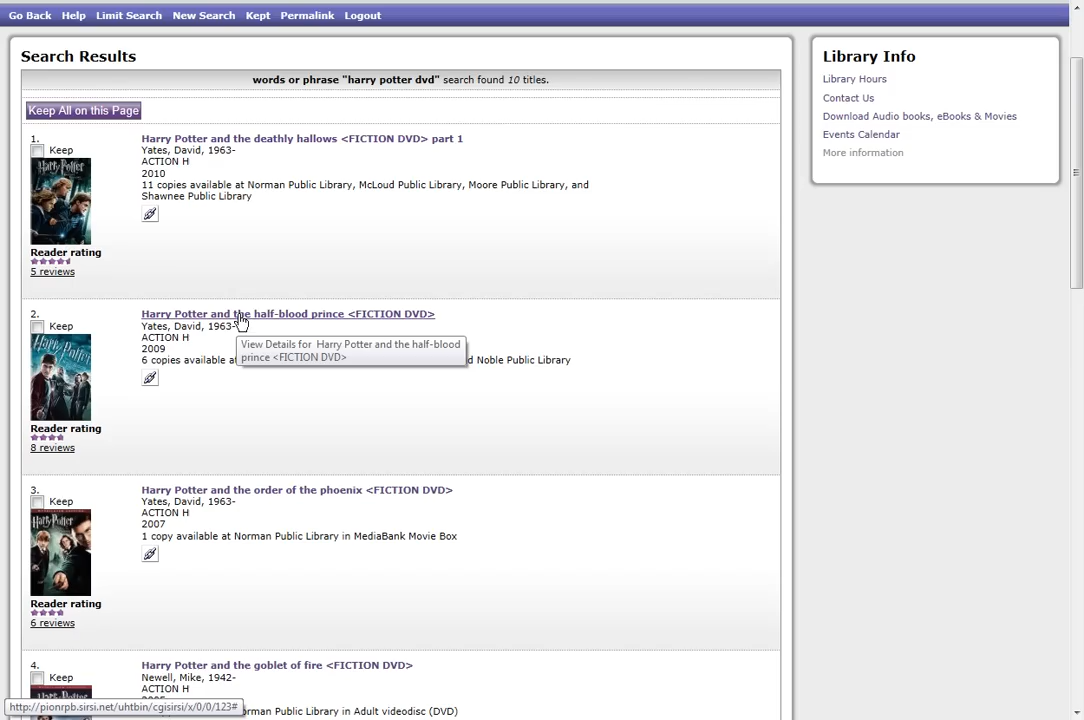 Go Back Help Limit Search New Search Kept Permalink Logout
Search Results
words or phrase "harry potter dvd" search found 10 titles.
Keep All on this Page
1.
Keep
Harry Potter
Reader rating
5 reviews
Harry Potter and the deathly hallows <FICTION DVD> part 1
Yates, David, 1963-
ACTION H
2010
11 copies available at Norman Public Library, McLoud Public Library, Moore Public Library, and
Shawnee Public Library
2.
Keep
Harry Potter
Reader rating
8 reviews
Harry Potter and the half-blood prince <FICTION DVD>
Yates, David, 1963-
ACTION H
2009
6 copies available at d Noble Public Library
View Details for Harry Potter and the half-blood
prince <FICTION DVD>
3.
Keep
Harry Potter
Reader rating
6 reviews
Harry Potter and the order of the phoenix <FICTION DVD>
Yates, David, 1963-
ACTION H
2007
1 copy available at Norman Public Library in MediaBank Movie Box
4.
Keep
Harry Potter and the goblet of fire <FICTION DVD>
Newell, Mike, 1942-
ACTION H
rman Public Library in Adult videodisc (DVD)
http://pionrpb.sirsi.net/uhtbin/cgisirsi/x/0/0/123#
Library Info
Library Hours
Contact Us
Download Audio books, eBooks & Movies
Events Calendar
More information